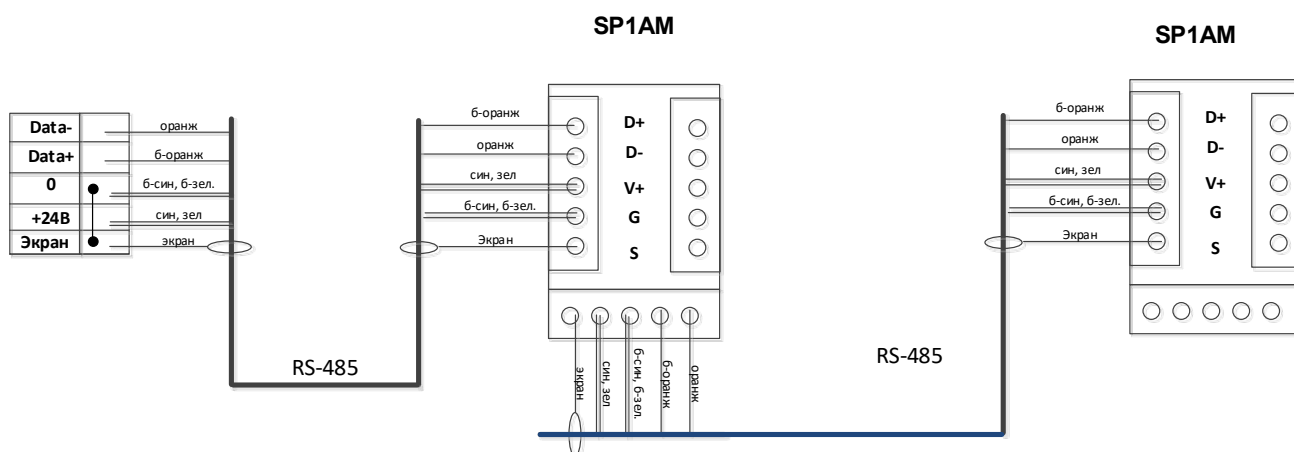 SP1AM
SP1AM
Data-
оранж
Data+
б-оранж
0
б-син, б-зел.
+24В
син, зел
Экран
экран
RS-485
б-оранж
D+
оранж
D-
син, зел
V+
б-син, б-зел.
G
Экран
S
экран
син, зел
б-син, б-зел.
б-оранж
оранж
RS-485
б-оранж
D+
оранж
D-
син, зел
V+
б-син, б-зел.
G
Экран
S